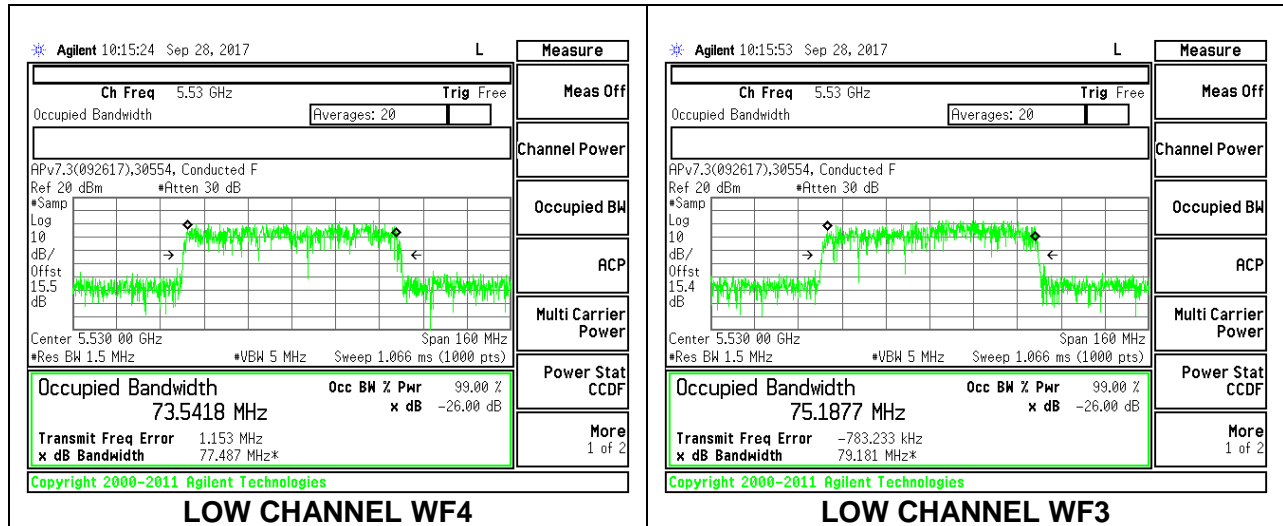 Agilent 10:15:24 Sep 28, 2017 L
Measure
Ch Freq 5.53 GHz Trig Free
Occupied Bandwidth Averages: 20
APv7.3(092617),30554, Conducted F
Ref 20 dBm #Atten 30 dB
#Samp
Log
10
dB/
Offst
15.5
dB
Center 5.530 00 GHz Span 160 MHz
#Res BW 1.5 MHz #VBW 5 MHz Sweep 1.066 ms (1000 pts)
Occupied Bandwidth Occ BW % Pwr 99.00 %
73.5418 MHz x dB -26.00 dB
Transmit Freq Error 1.153 MHz
x dB Bandwidth 77.487 MHz*
Copyright 2000-2011 Agilent Technologies
Meas Off
Channel Power
Occupied BW
ACP
Multi Carrier
Power
Power Stat
CCDF
More
1 of 2
LOW CHANNEL WF4
Agilent 10:15:53 Sep 28, 2017 L
Measure
Ch Freq 5.53 GHz Trig Free
Occupied Bandwidth Averages: 20
APv7.3(092617),30554, Conducted F
Ref 20 dBm #Atten 30 dB
#Samp
Log
10
dB/
Offst
15.4
dB
Center 5.530 00 GHz Span 160 MHz
#Res BW 1.5 MHz #VBW 5 MHz Sweep 1.066 ms (1000 pts)
Occupied Bandwidth Occ BW % Pwr 99.00 %
75.1877 MHz x dB -26.00 dB
Transmit Freq Error -783.233 kHz
x dB Bandwidth 79.181 MHz*
Copyright 2000-2011 Agilent Technologies
Meas Off
Channel Power
Occupied BW
ACP
Multi Carrier
Power
Power Stat
CCDF
More
1 of 2
LOW CHANNEL WF3